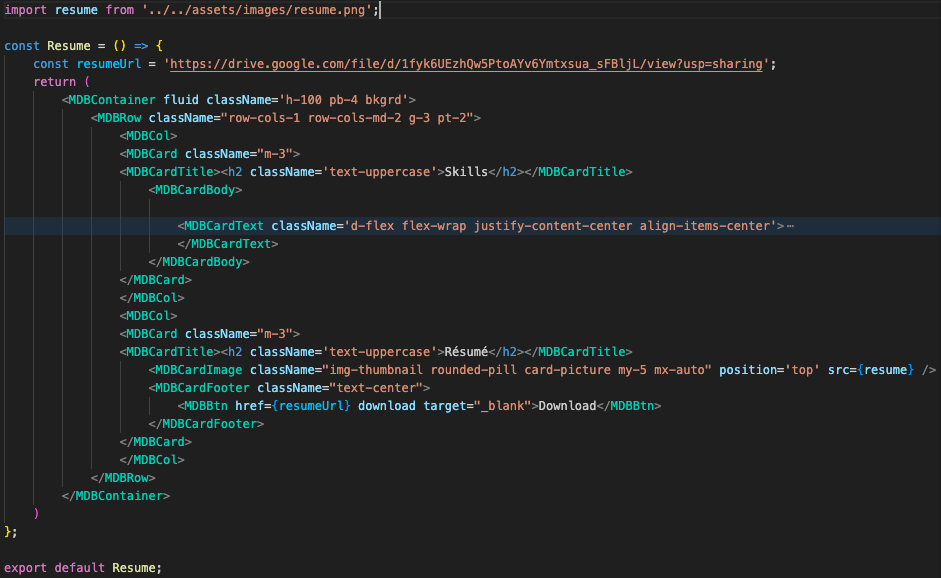 import resume from '../../assets/images/resume.png';
const Resume = () => {
const resumeUrl = 'https://drive.google.com/file/d/1fyk6UEzhQw5PtoAYv6Ymtxsua_sFBljL/view?usp=sharing';
return (
<MDBContainer fluid className='h-100 pb-4 bkgrd'>
<MDBRow className="row-cols-1 row-cols-md-2 g-3 pt-2">
<MDBCol>
<MDBCard className="m-3">
<MDBCardTitle><h2 className='text-uppercase'>Skills</h2></MDBCardTitle>
<MDBCardBody>
<MDBCardText className='d-flex flex-wrap justify-content-center align-items-center'>⋯
</MDBCardText>
</MDBCardBody>
</MDBCard>
</MDBCol>
<MDBCol>
<MDBCard className="m-3">
<MDBCardTitle><h2 className='text-uppercase'>Résumé</h2></MDBCardTitle>
<MDBCardImage className="img-thumbnail rounded-pill card-picture my-5 mx-auto" position='top' src={resume} />
<MDBCardFooter className="text-center">
<MDBBtn href={resumeUrl} download target="_blank">Download</MDBBtn>
</MDBCardFooter>
</MDBCard>
</MDBCol>
</MDBRow>
</MDBContainer>
)
};
export default Resume;